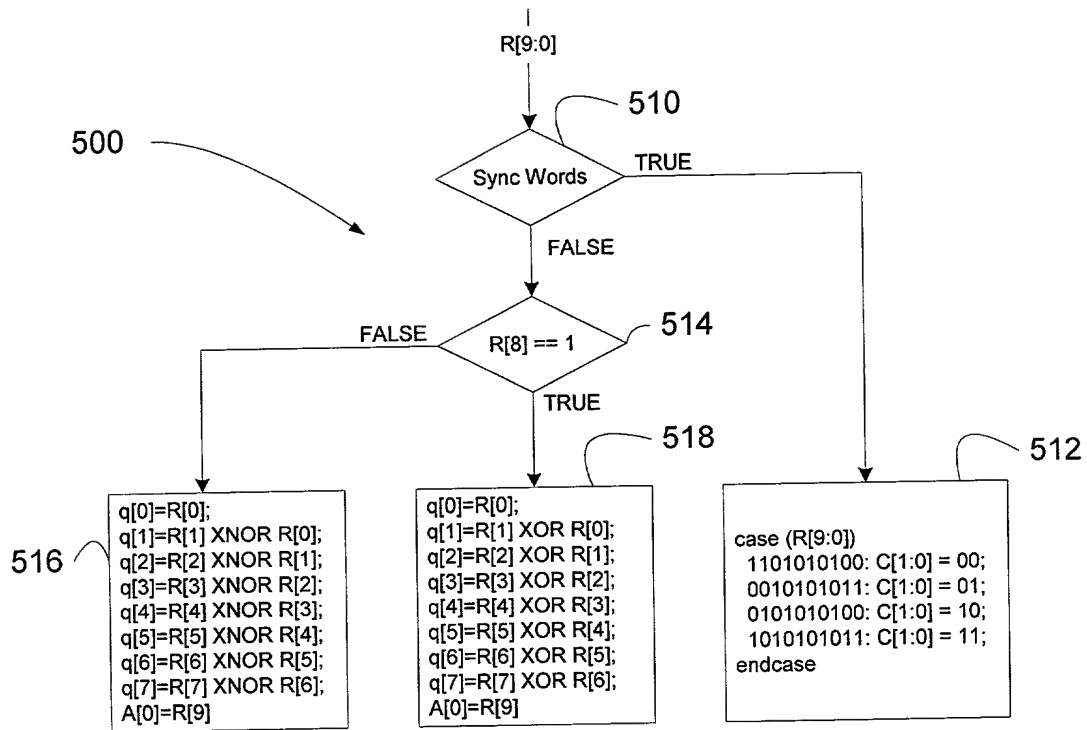 R[9:0]
510
500
Sync Words
TRUE
FALSE
514
FALSE
R[8] == 1
TRUE
518
512
516
q[0]=R[0];
q[1]=R[1] XNOR R[0];
q[2]=R[2] XNOR R[1];
q[3]=R[3] XNOR R[2];
q[4]=R[4] XNOR R[3];
q[5]=R[5] XNOR R[4];
q[6]=R[6] XNOR R[5];
q[7]=R[7] XNOR R[6];
A[0]=R[9]
q[0]=R[0];
q[1]=R[1] XOR R[0];
q[2]=R[2] XOR R[1];
q[3]=R[3] XOR R[2];
q[4]=R[4] XOR R[3];
q[5]=R[5] XOR R[4];
q[6]=R[6] XOR R[5];
q[7]=R[7] XOR R[6];
A[0]=R[9]
case (R[9:0])
1101010100: C[1:0] = 00;
0010101011: C[1:0] = 01;
0101010100: C[1:0] = 10;
1010101011: C[1:0] = 11;
endcase